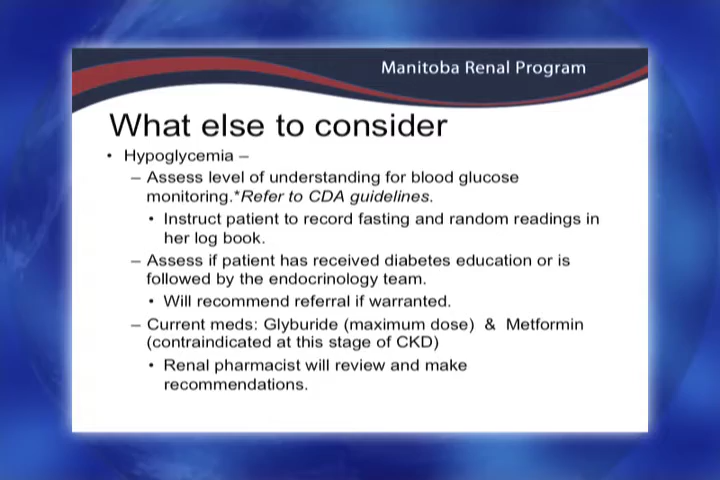 Manitoba Renal Program
What else to consider
• Hypoglycemia –
– Assess level of understanding for blood glucose
monitoring.*Refer to CDA guidelines.
• Instruct patient to record fasting and random readings in
her log book.
– Assess if patient has received diabetes education or is
followed by the endocrinology team.
• Will recommend referral if warranted.
– Current meds: Glyburide (maximum dose) & Metformin
(contraindicated at this stage of CKD)
• Renal pharmacist will review and make
recommendations.